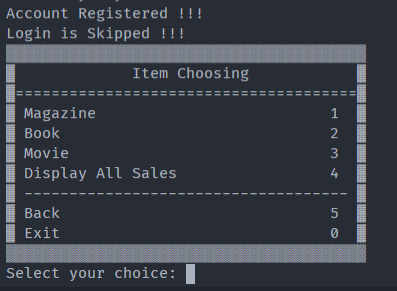 Account Registered !!!
Login is Skipped !!!
Item Choosing
=====================================
Magazine 1
Book 2
Movie 3
Display All Sales 4
-----------------------------------
Back 5
Exit 0
Select your choice: